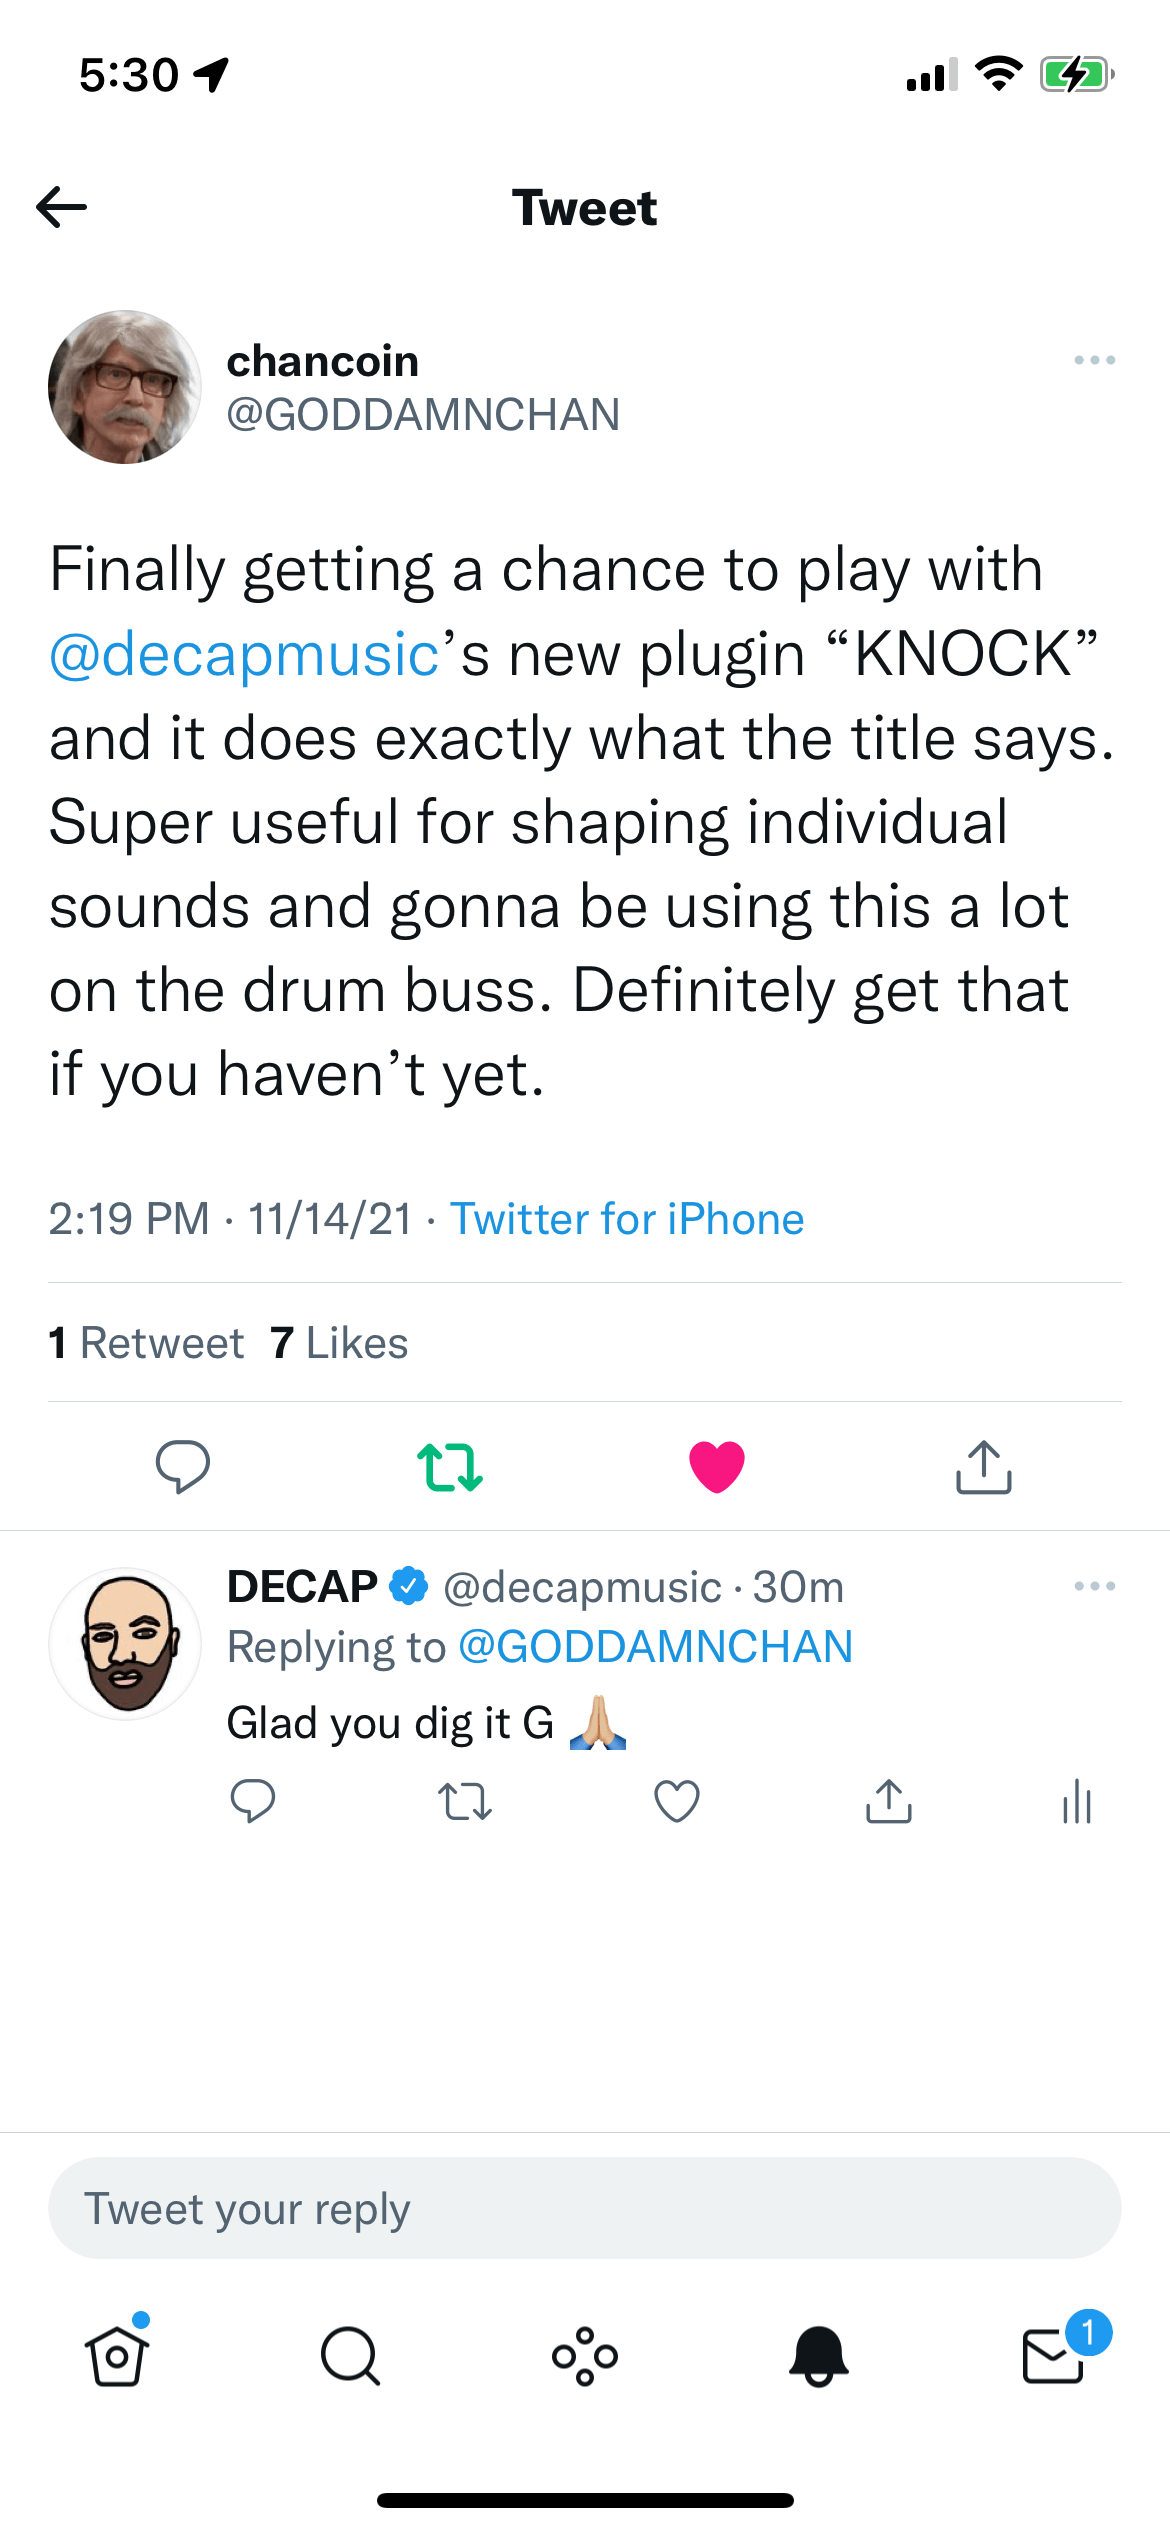 5:30
Tweet
chancoin
@GODDAMNCHAN
Finally getting a chance to play with
@decapmusic’s new plugin “KNOCK”
and it does exactly what the title says.
Super useful for shaping individual
sounds and gonna be using this a lot
on the drum buss. Definitely get that
if you haven’t yet.
2:19 PM · 11/14/21 · Twitter for iPhone
1 Retweet 7 Likes
DECAP @decapmusic · 30m
Replying to @GODDAMNCHAN
Glad you dig it G 🙏🏼
Tweet your reply
1